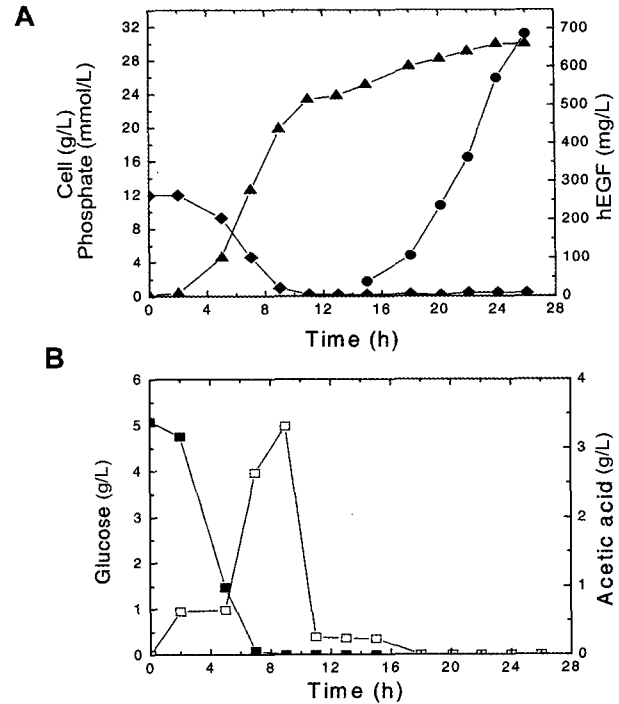 A
32
28
24
20
16
12
8
4
0
Cell (g/L)
Phosphate (mmol/L)
700
600
500
400
300
200
100
0
hEGF (mg/L)
0 4 8 12 16 20 24 28
Time (h)
B
6
5
4
3
2
1
0
Glucose (g/L)
4
3
2
1
0
Acetic acid (g/L)
0 4 8 12 16 20 24 28
Time (h)